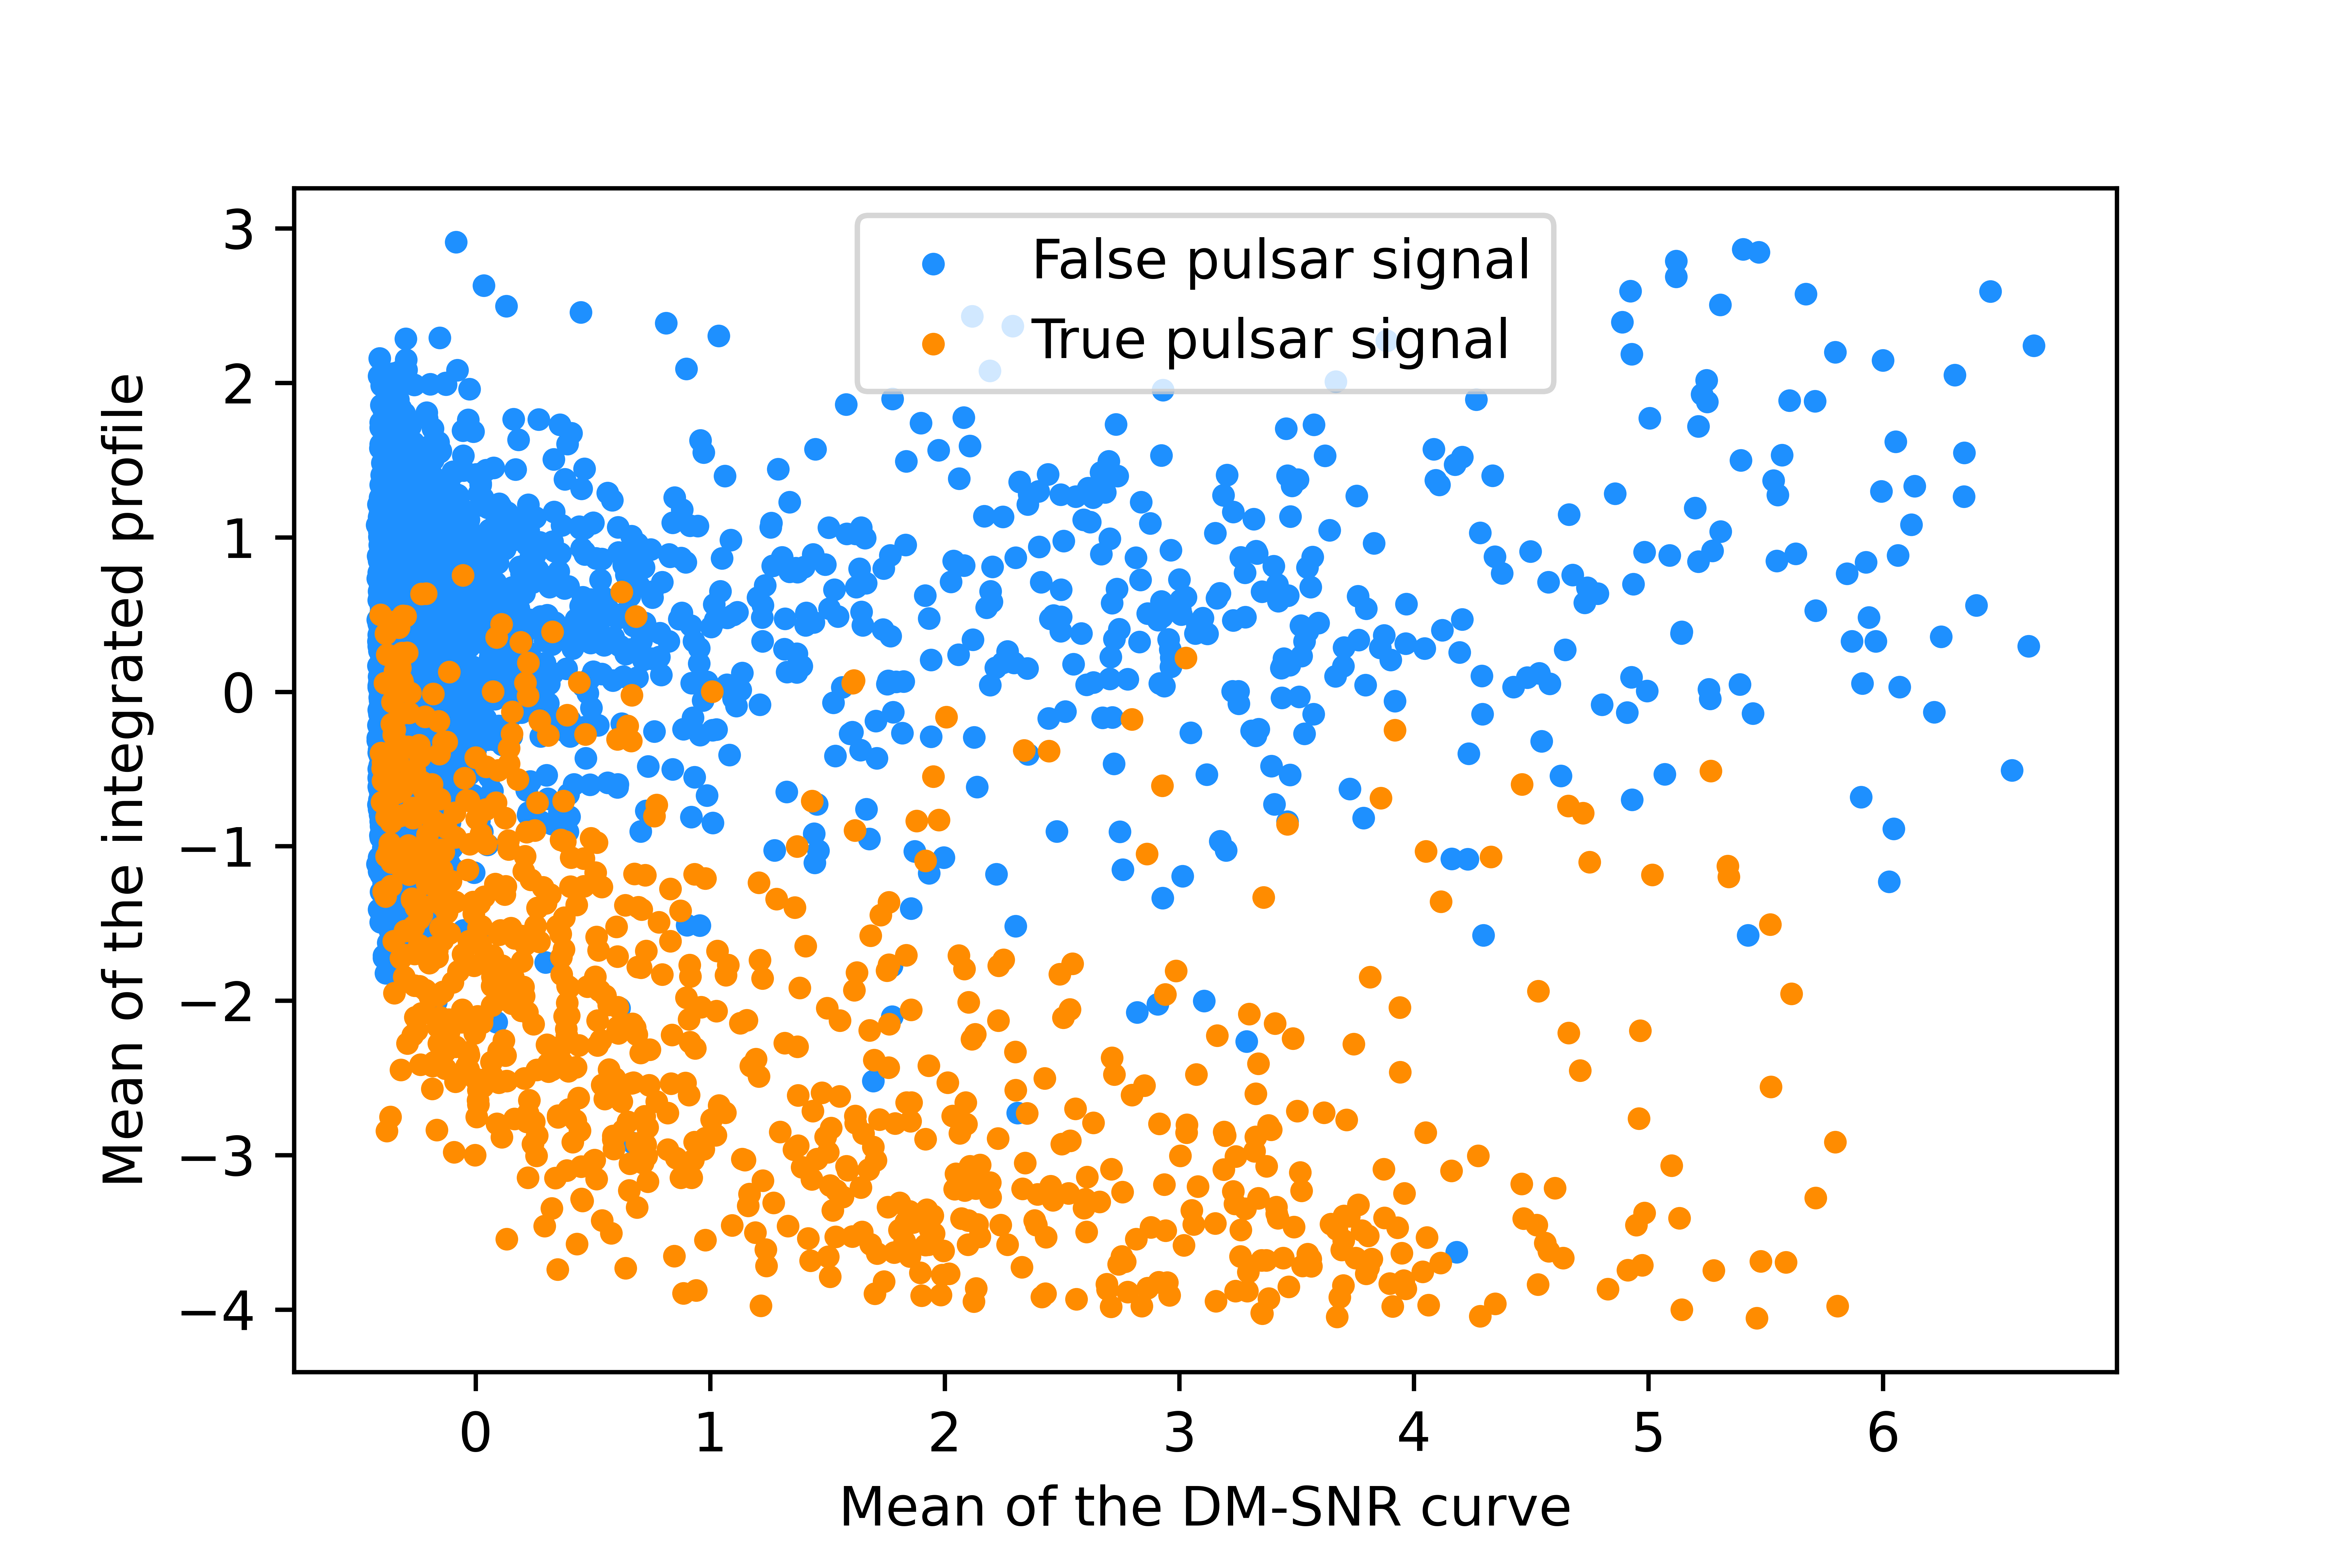 False pulsar signal
True pulsar signal
3
2
1
0
−1
−2
−3
−4
Mean of the integrated profile
0 1 2 3 4 5 6
Mean of the DM-SNR curve